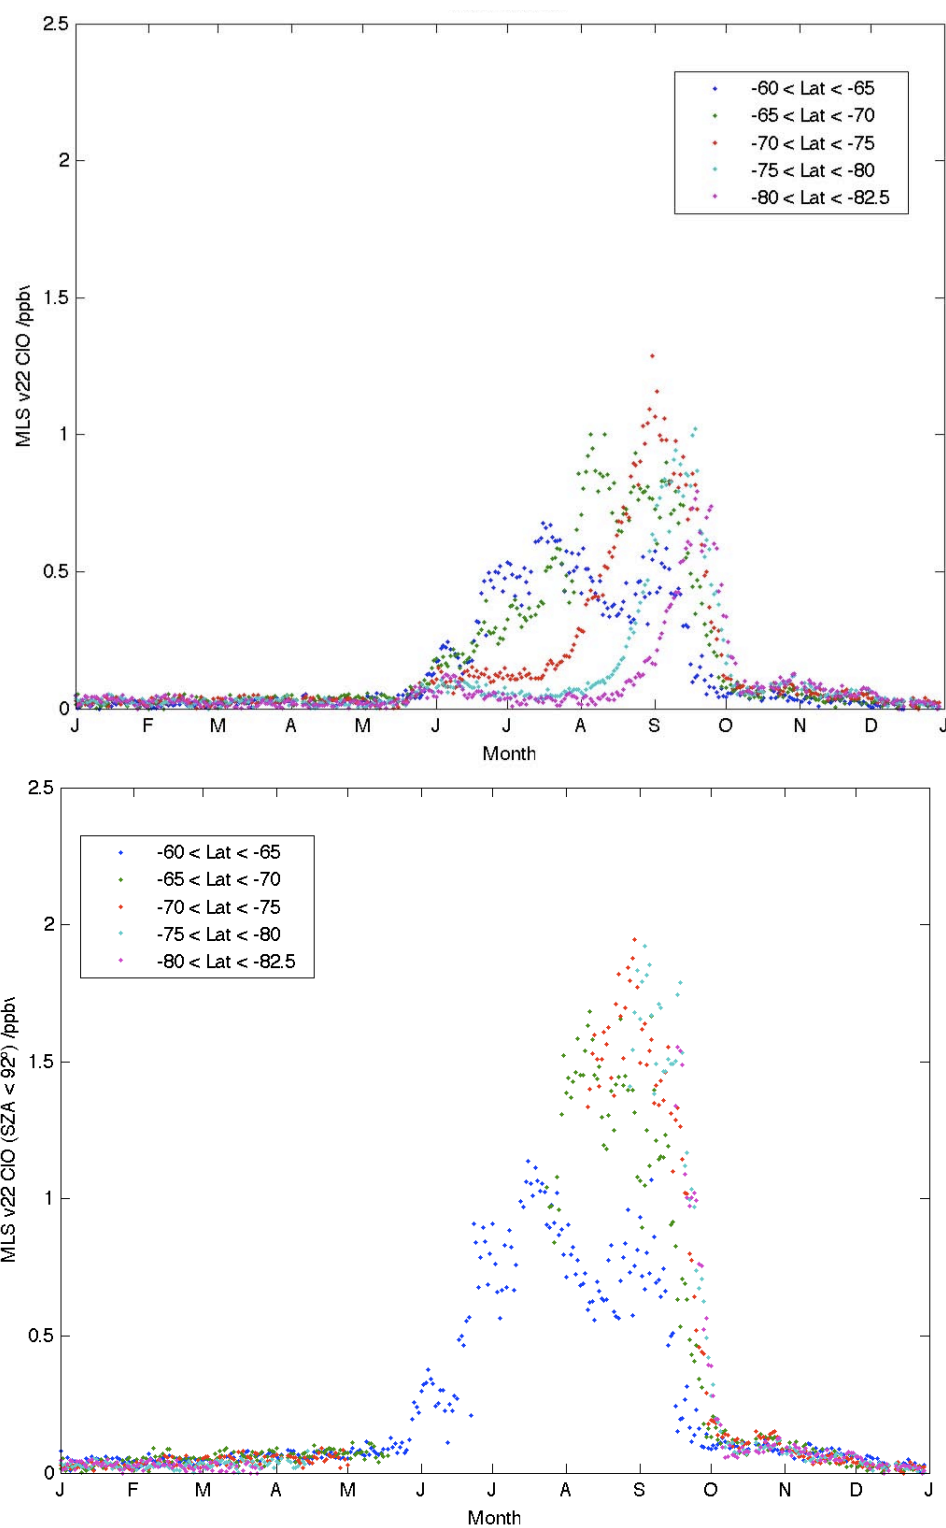 2.5
2
1.5
1
0.5
0
MLS v22 ClO /ppb\
-60 < Lat < -65
-65 < Lat < -70
-70 < Lat < -75
-75 < Lat < -80
-80 < Lat < -82.5
J F M A M J J A S O N D J
Month
2.5
2
1.5
1
0.5
0
MLS v22 ClO (SZA < 92º) /ppb\
-60 < Lat < -65
-65 < Lat < -70
-70 < Lat < -75
-75 < Lat < -80
-80 < Lat < -82.5
J F M A M J J A S O N D J
Month